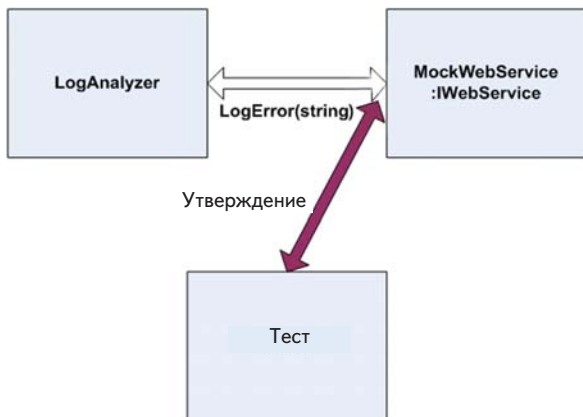 LogAnalyzer
MockWebService
:IWebService
LogError(string)
Утверждение
Тест